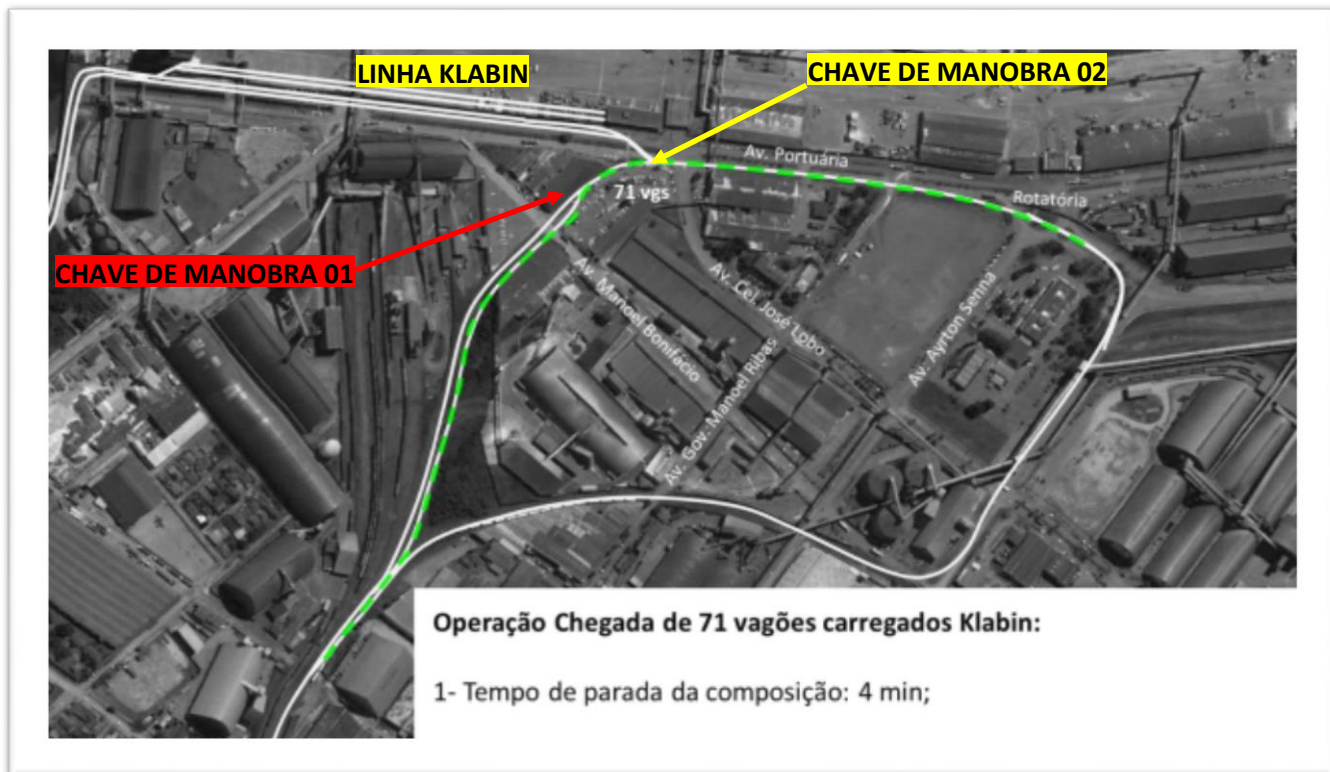 LINHA KLABIN
CHAVE DE MANOBRA 02
Av. Portuária
71 vgs
Rotatória
CHAVE DE MANOBRA 01
Av. Manoel Bonifácio
Av. Cel. José Lobo
Av. Gov. Manoel Ribas
Av. Ayrton Senna
Operação Chegada de 71 vagões carregados Klabin:
1- Tempo de parada da composição: 4 min;